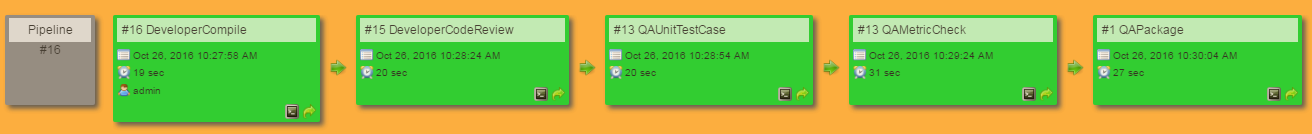 Pipeline
#16
#16 DeveloperCompile
Oct 26, 2016 10:27:58 AM
19 sec
admin
#15 DeveloperCodeReview
Oct 26, 2016 10:28:24 AM
20 sec
#13 QAUnitTestCase
Oct 26, 2016 10:28:54 AM
20 sec
#13 QAMetricCheck
Oct 26, 2016 10:29:24 AM
31 sec
#1 QAPackage
Oct 26, 2016 10:30:04 AM
27 sec